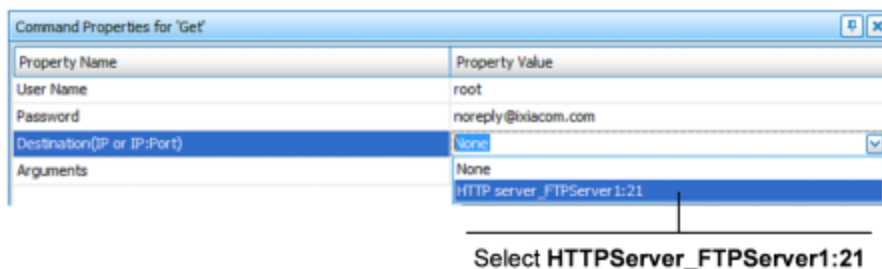 Command Properties for 'Get'
Property Name Property Value
User Name root
Password noreply@ixiacom.com
Destination(IP or IP:Port) None
Arguments None
HTTP server_FTPServer1:21
Select HTTPServer_FTPServer1:21